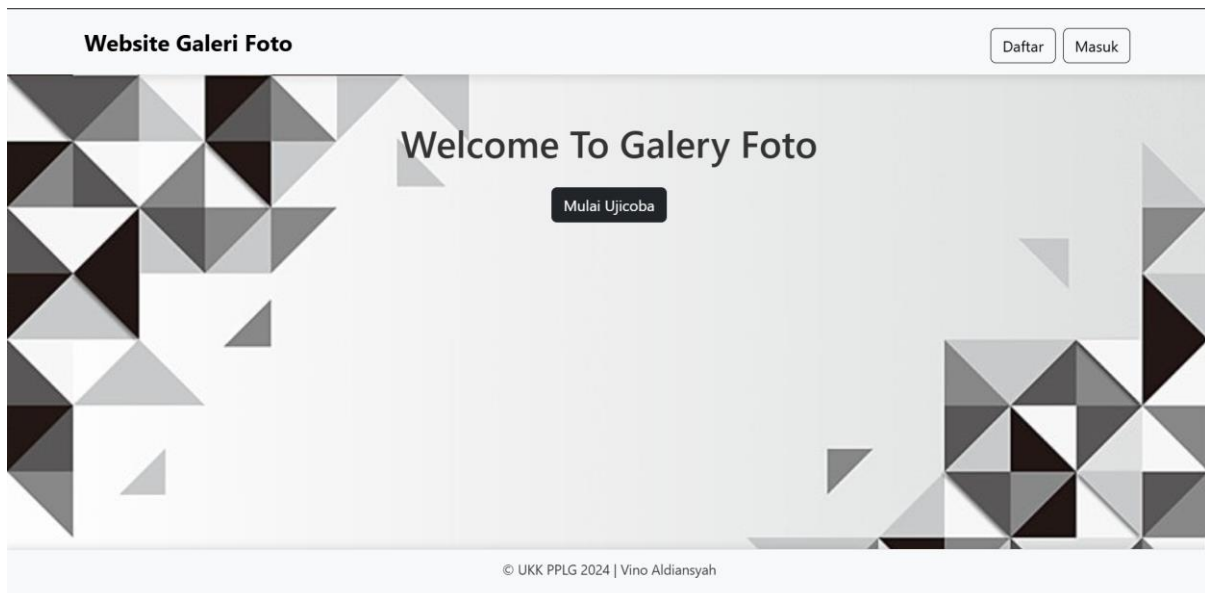 Website Galeri Foto
Daftar
Masuk
Welcome To Galery Foto
Mulai Ujicoba
© UKK PPLG 2024 | Vino Aldiansyah